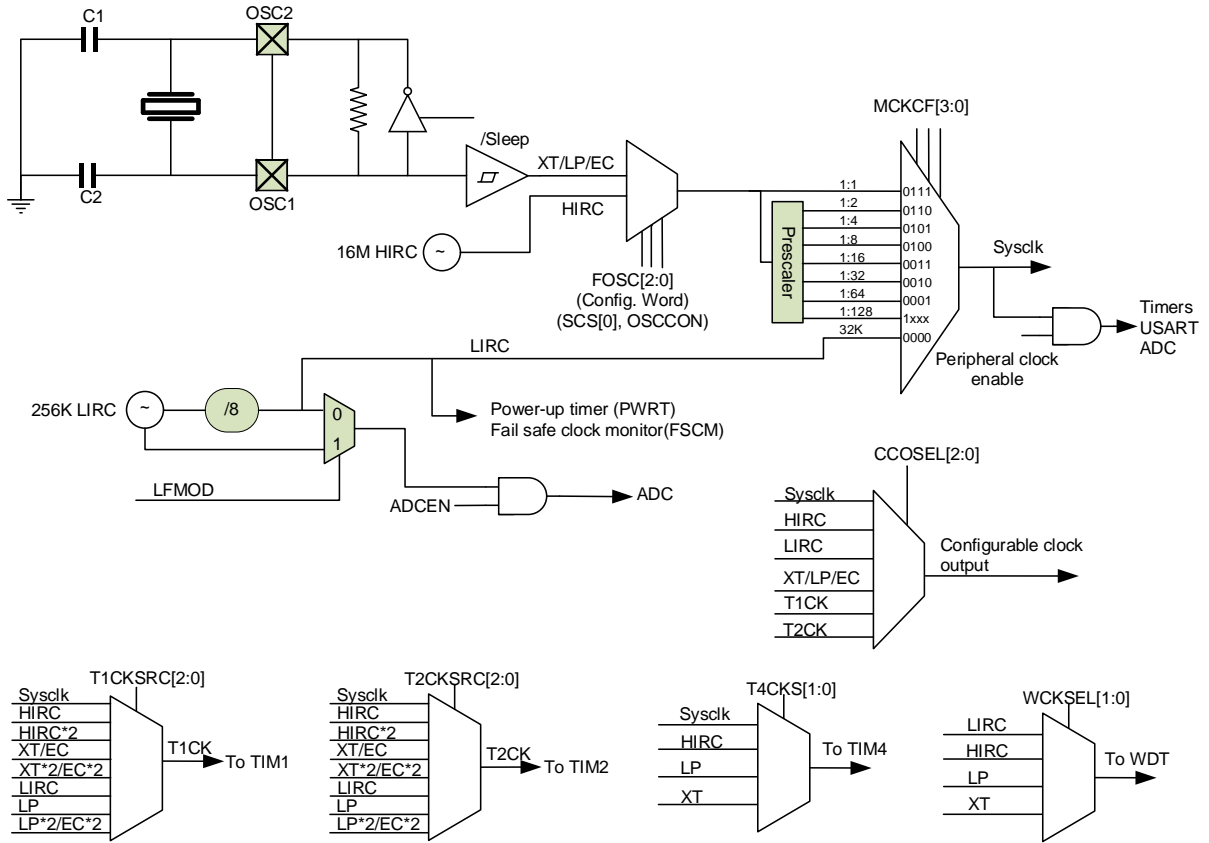 C1
OSC2
C2
OSC1
/Sleep
XT/LP/EC
HIRC
16M HIRC
~
FOSC[2:0]
(Config. Word)
(SCS[0], OSCCON)
MCKCF[3:0]
Prescaler
1:1
0111
1:2
0110
1:4
0101
1:8
0100
1:16
0011
1:32
0010
1:64
0001
1:128
1xxx
32K
0000
Sysclk
Timers
USART
ADC
Peripheral clock
enable
LIRC
256K LIRC
~
/8
0
1
Power-up timer (PWRT)
Fail safe clock monitor(FSCM)
LFMOD
ADCEN
ADC
CCOSEL[2:0]
Sysclk
HIRC
LIRC
XT/LP/EC
T1CK
T2CK
Configurable clock
output
T1CKSRC[2:0]
Sysclk
HIRC
HIRC*2
XT/EC
XT*2/EC*2
LIRC
LP
LP*2/EC*2
T1CK
To TIM1
T2CKSRC[2:0]
Sysclk
HIRC
HIRC*2
XT/EC
XT*2/EC*2
LIRC
LP
LP*2/EC*2
T2CK
To TIM2
T4CKS[1:0]
Sysclk
HIRC
LP
XT
To TIM4
WCKSEL[1:0]
LIRC
HIRC
LP
XT
To WDT